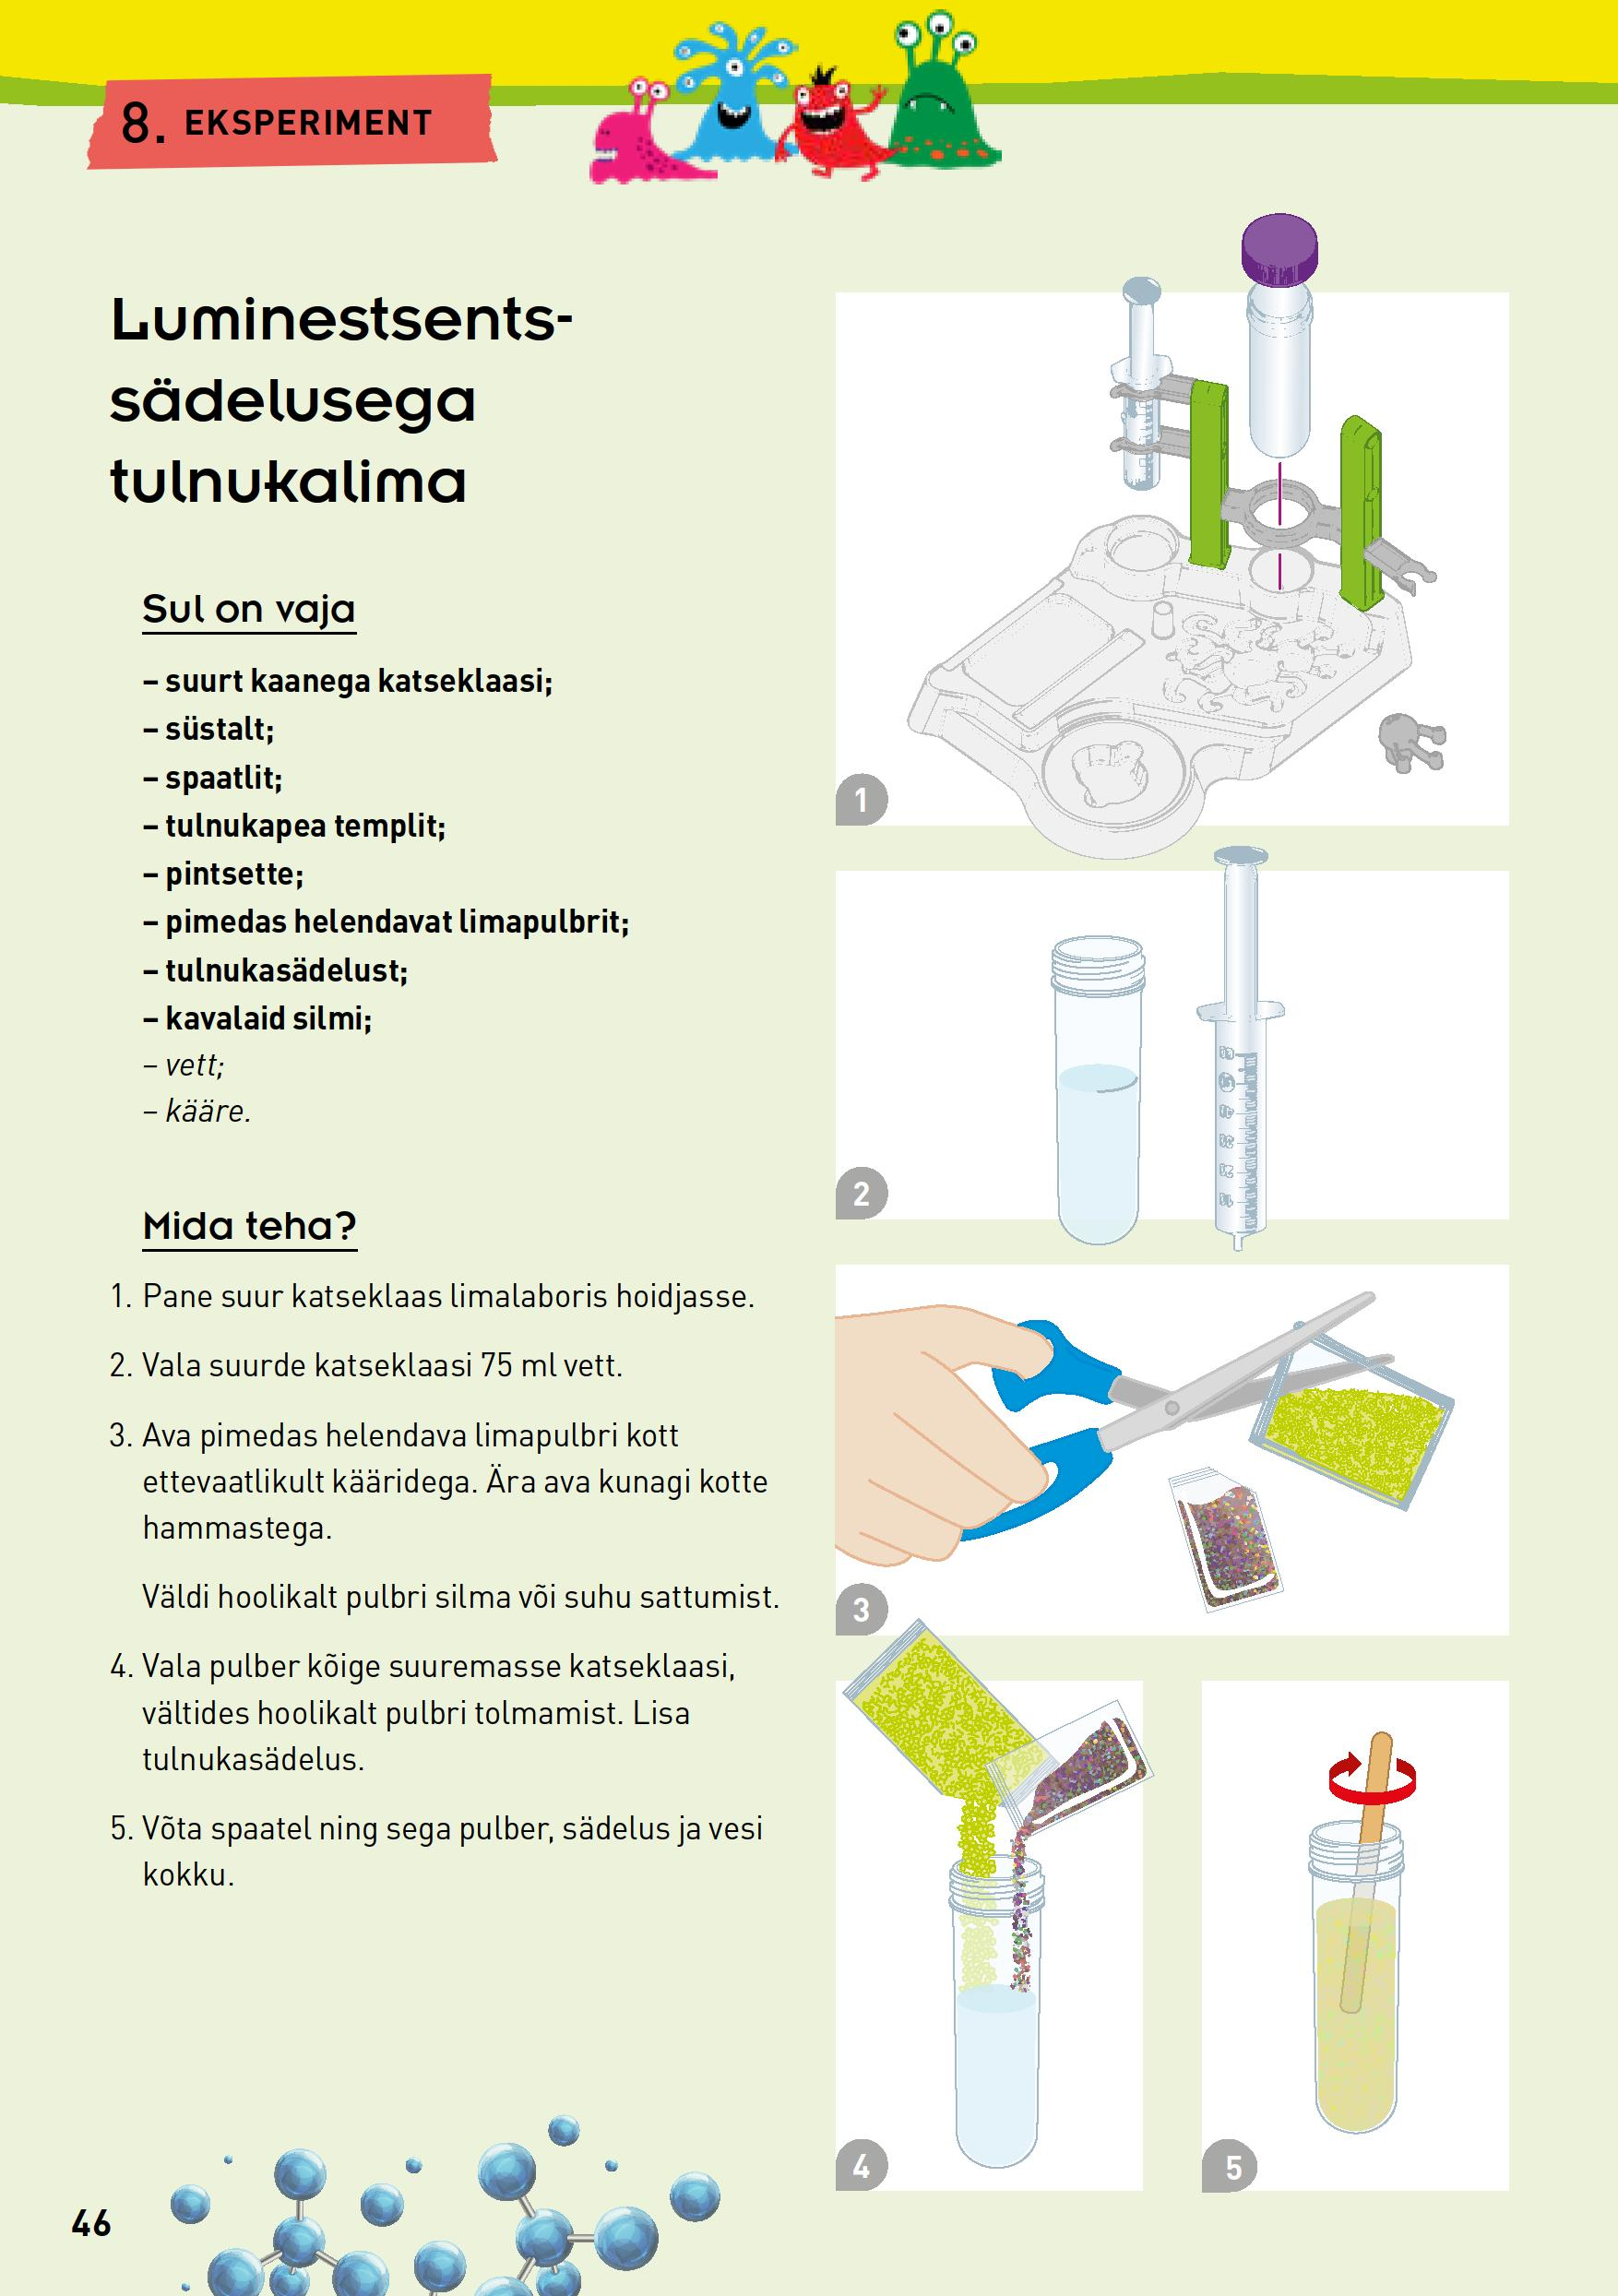 8. EKSPERIMENT
Luminestsents-
sädelusega
tulnukalima
Sul on vaja
– suurt kaanega katseklaasi;
– süstalt;
– spaatlit;
– tulnukapea templit;
– pintsette;
– pimedas helendavat limapulbrit;
– tulnukasädelust;
– kavalaid silmi;
– vett;
– kääre.
Mida teha?
1. Pane suur katseklaas limalaboris hoidjasse.
2. Vala suurde katseklaasi 75 ml vett.
3. Ava pimedas helendava limapulbri kott
ettevaatlikult kääridega. Ära ava kunagi kotte
hammastega.
Väldi hoolikalt pulbri silma või suhu sattumist.
4. Vala pulber kõige suuremasse katseklaasi,
vältides hoolikalt pulbri tolmamist. Lisa
tulnukasädelus.
5. Võta spaatel ning sega pulber, sädelus ja vesi
kokku.
1
2
3
4
5
46